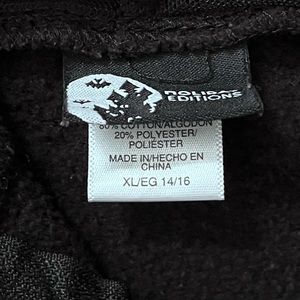 HOLIDAY
EDITIONS
80% COTTON/ALGODON
20% POLYESTER/
POLIÉSTER
MADE IN/HECHO EN
CHINA
XL/EG 14/16